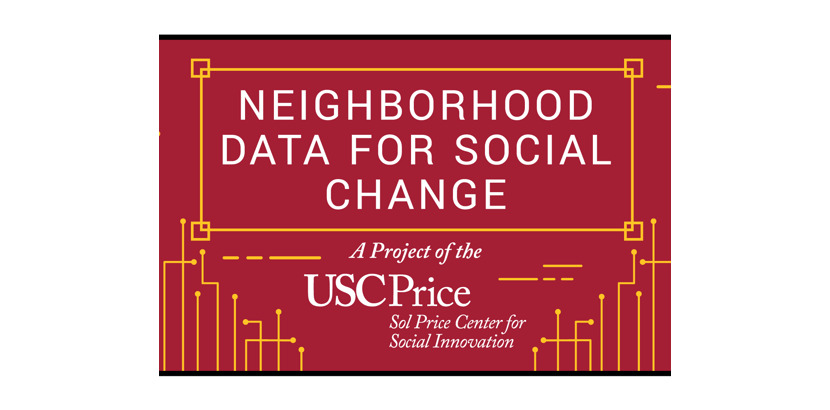 NEIGHBORHOOD
DATA FOR SOCIAL
CHANGE
A Project of the
USCPrice
Sol Price Center for
Social Innovation